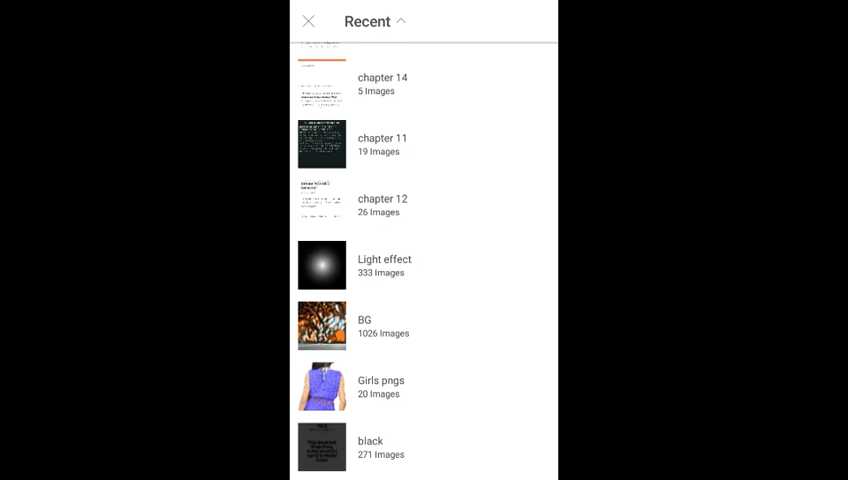 Recent
chapter 14
5 Images
chapter 11
19 Images
chapter 12
26 Images
Light effect
333 Images
BG
1026 Images
Girls pngs
20 Images
black
271 Images